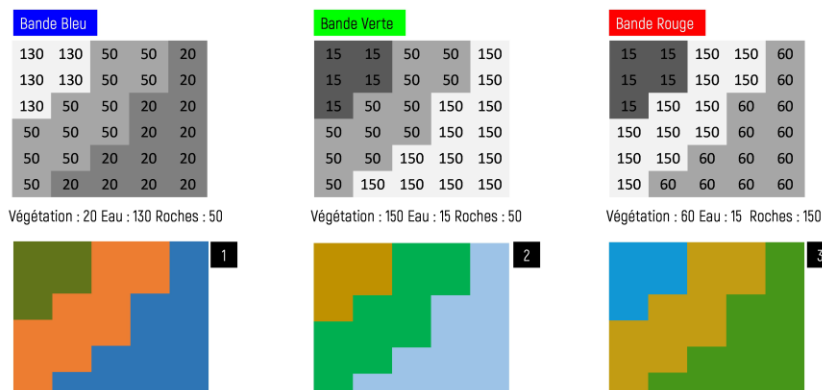 Bande Bleu
130 130 50 50 20
130 130 50 50 20
130 50 50 20 20
50 50 50 20 20
50 50 20 20 20
50 20 20 20 20
Végétation : 20 Eau : 130 Roches : 50
Bande Verte
15 15 50 50 150
15 15 50 50 150
15 50 50 150 150
50 50 50 150 150
50 50 150 150 150
50 150 150 150 150
Végétation : 150 Eau : 15 Roches : 50
Bande Rouge
15 15 150 150 60
15 15 150 150 60
15 150 150 60 60
150 150 150 60 60
150 150 60 60 60
150 60 60 60 60
Végétation : 60 Eau : 15 Roches : 150
1
2
3